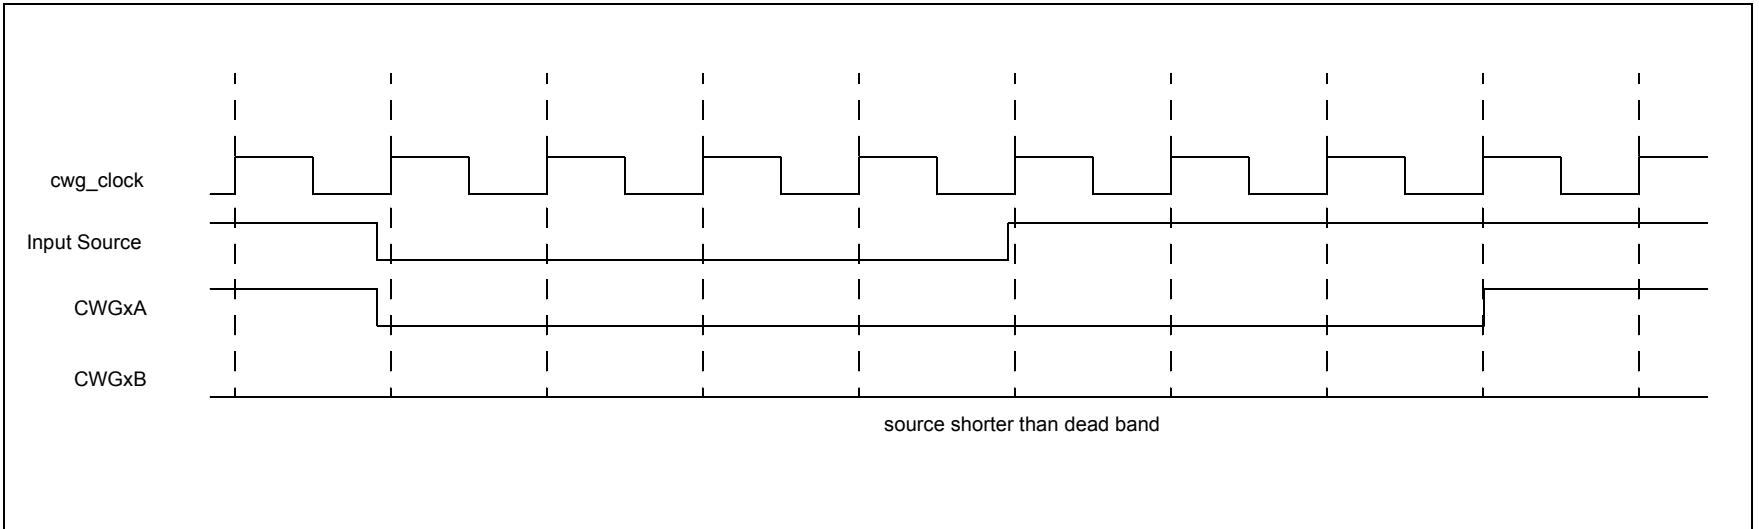 cwg_clock
Input Source
CWGxA
CWGxB
source shorter than dead band